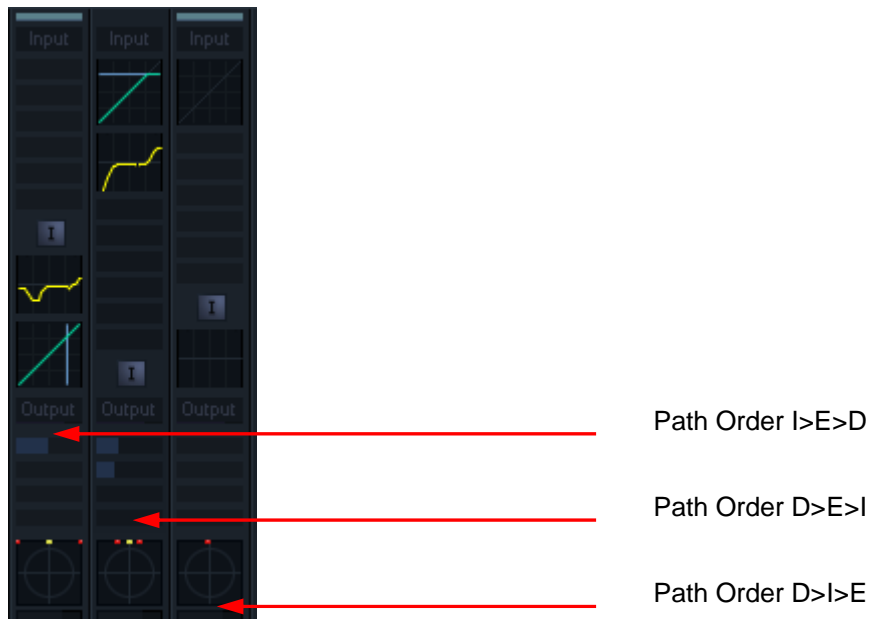 Input Input Input
I
I
I
Output Output Output
Path Order I>E>D
Path Order D>E>I
Path Order D>I>E